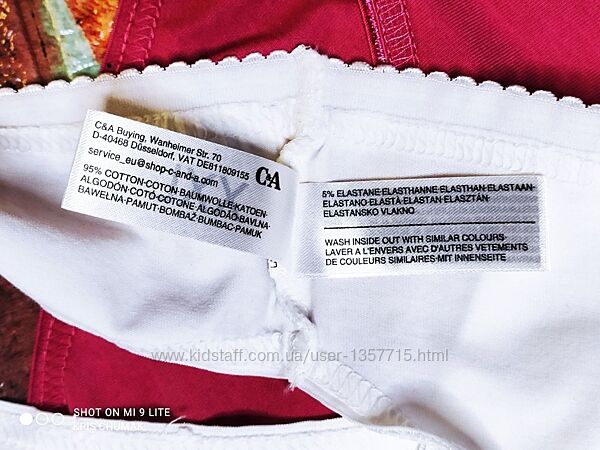 C&A Buying, Wanheimer Str. 70
D-40468 Düsseldorf, VAT DE811809155
service_eu@shop-c-and-a.com
C&A
95% COTTON·COTON·BAUMWOLLE·KATOEN·
ALGODÓN·COTÓ·COTONE·ALGODÃO·BAVLNA·
BAWEŁNA·PAMUT·BOMBAŽ·BUMBAC·PAMUK
5% ELASTANE·ELASTHANNE·ELASTHAN·ELASTAAN·
ELASTANO·ELASTÀ·ELASTAN·ELASZTÁN·
ELASTANSKO VLAKNO
WASH INSIDE OUT WITH SIMILAR COLOURS·
LAVER A L'ENVERS AVEC D'AUTRES VETEMENTS
DE COULEURS SIMILAIRES·MIT INNENSEITE
www.kidstaff.com.ua/user-1357715.html
SHOT ON MI 9 LITE
KRIS CHUMAK